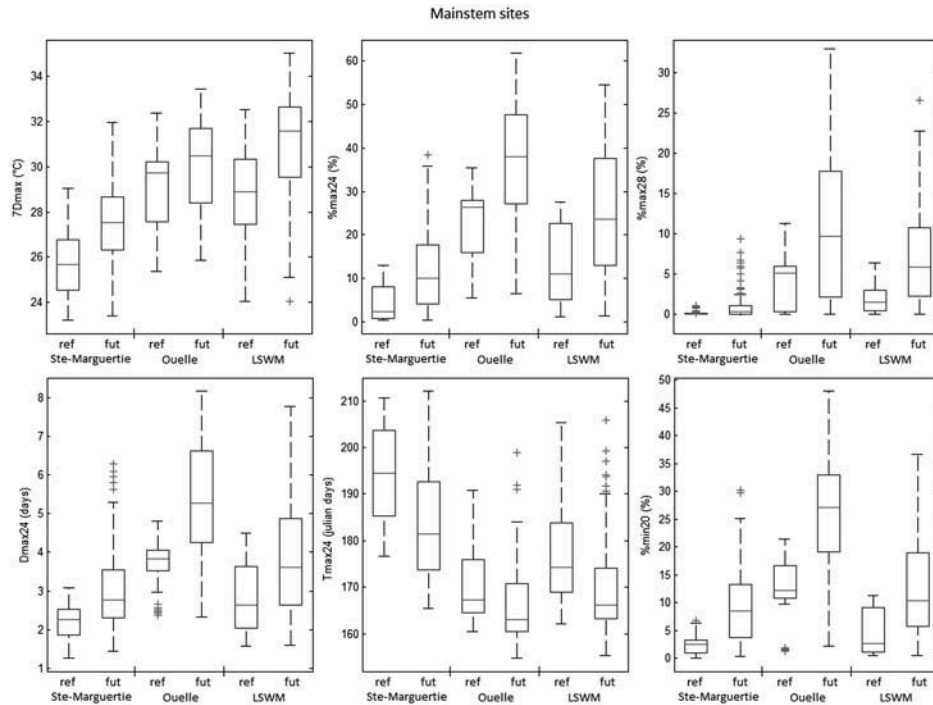 Mainstem sites
7Dmax (°C)
34
32
30
28
26
24
ref fut ref fut ref fut
Ste-Marguertie Ouelle LSWM
%max24 (%)
60
50
40
30
20
10
0
ref fut ref fut ref fut
Ste-Marguertie Ouelle LSWM
%max28 (%)
30
25
20
15
10
5
0
ref fut ref fut ref fut
Ste-Marguertie Ouelle LSWM
Dmax24 (days)
8
7
6
5
4
3
2
1
ref fut ref fut ref fut
Ste-Marguertie Ouelle LSWM
Tmax24 (julian days)
210
200
190
180
170
160
ref fut ref fut ref fut
Ste-Marguertie Ouelle LSWM
%min20 (%)
50
45
40
35
30
25
20
15
10
5
0
ref fut ref fut ref fut
Ste-Marguertie Ouelle LSWM